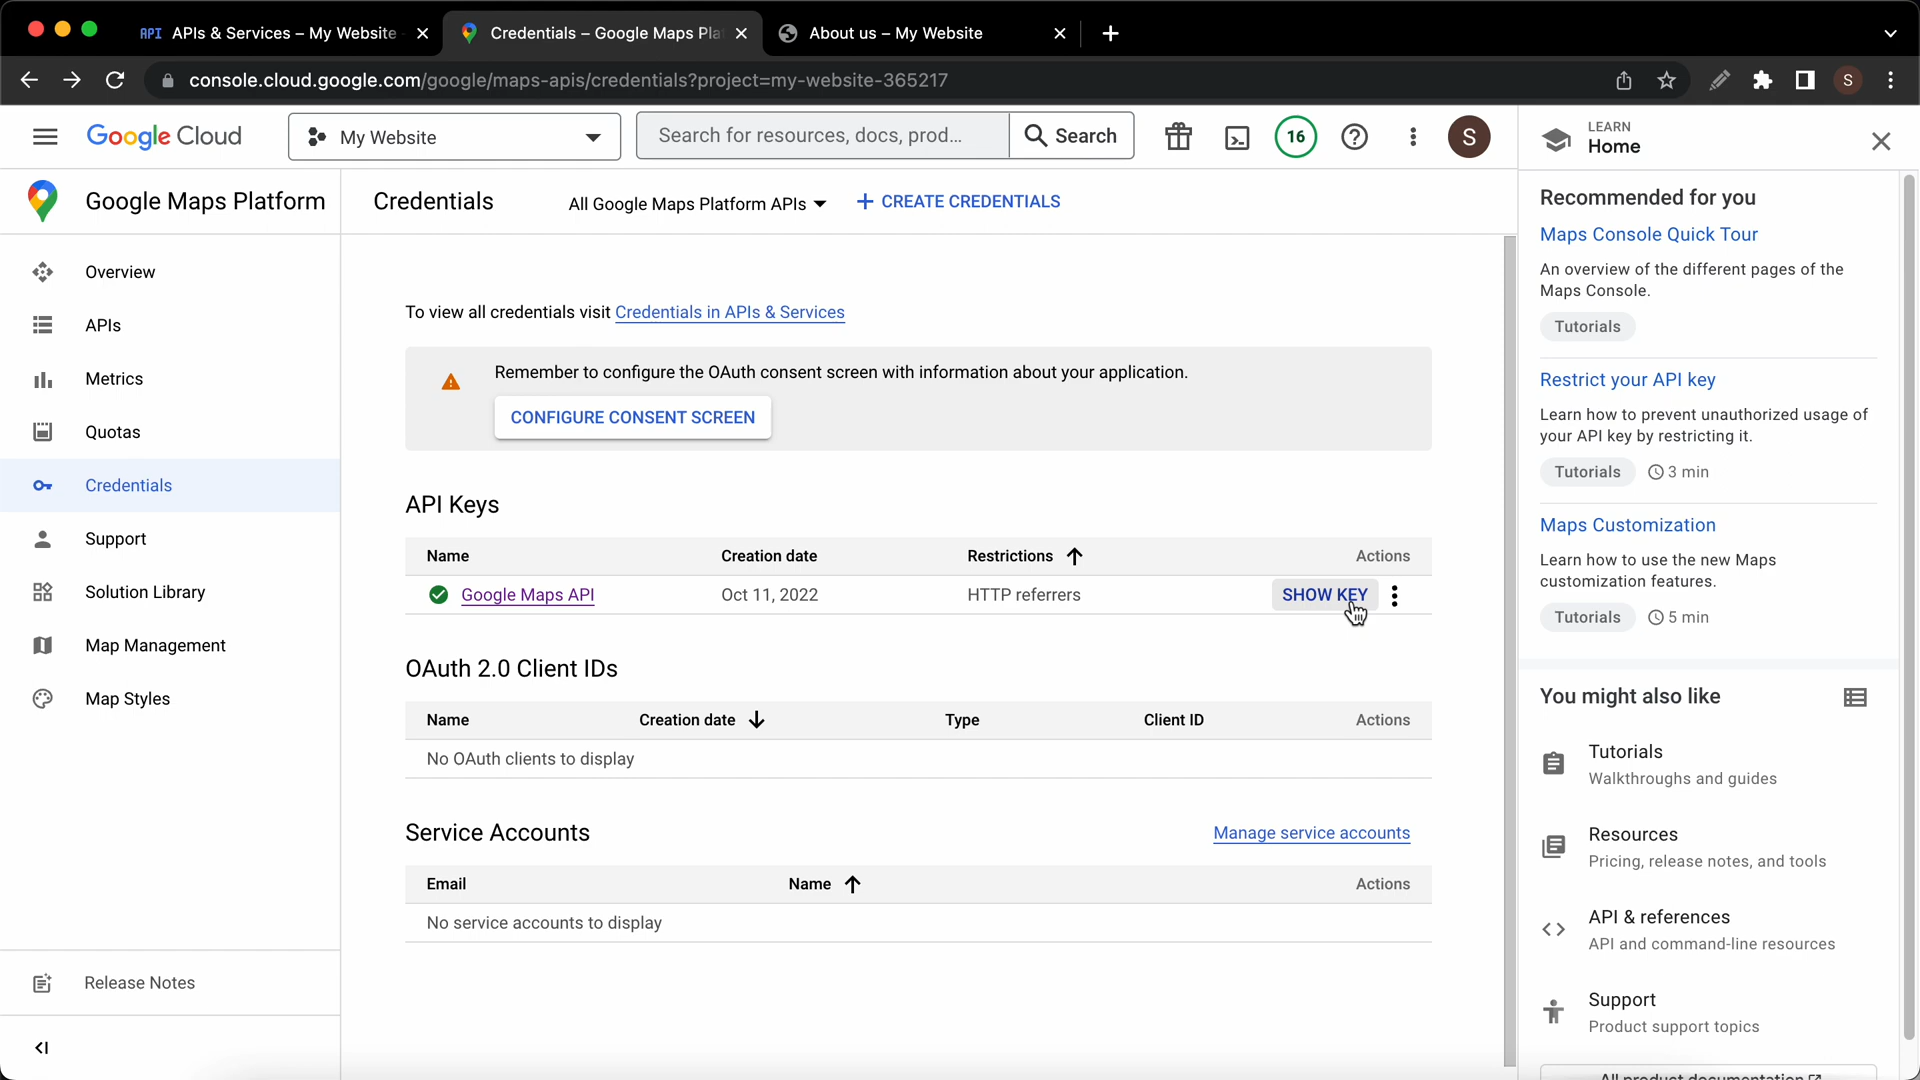 API APIs & Services – My Website
Credentials – Google Maps Pla
About us – My Website
console.cloud.google.com/google/maps-apis/credentials?project=my-website-365217
S
Google Cloud
My Website
Search for resources, docs, prod...
Search
16
S
LEARN
Home
Google Maps Platform
Credentials
All Google Maps Platform APIs
CREATE CREDENTIALS
Overview
APIs
Metrics
Quotas
Credentials
Support
Solution Library
Map Management
Map Styles
Release Notes
To view all credentials visit Credentials in APIs & Services
Remember to configure the OAuth consent screen with information about your application.
CONFIGURE CONSENT SCREEN
API Keys
Name Creation date Restrictions Actions
Google Maps API Oct 11, 2022 HTTP referrers SHOW KEY
OAuth 2.0 Client IDs
Name Creation date Type Client ID Actions
No OAuth clients to display
Service Accounts Manage service accounts
Email Name Actions
No service accounts to display
Recommended for you
Maps Console Quick Tour
An overview of the different pages of the
Maps Console.
Tutorials
Restrict your API key
Learn how to prevent unauthorized usage of
your API key by restricting it.
Tutorials 3 min
Maps Customization
Learn how to use the new Maps
customization features.
Tutorials 5 min
You might also like
Tutorials
Walkthroughs and guides
Resources
Pricing, release notes, and tools
API & references
API and command-line resources
Support
Product support topics
All product documentation